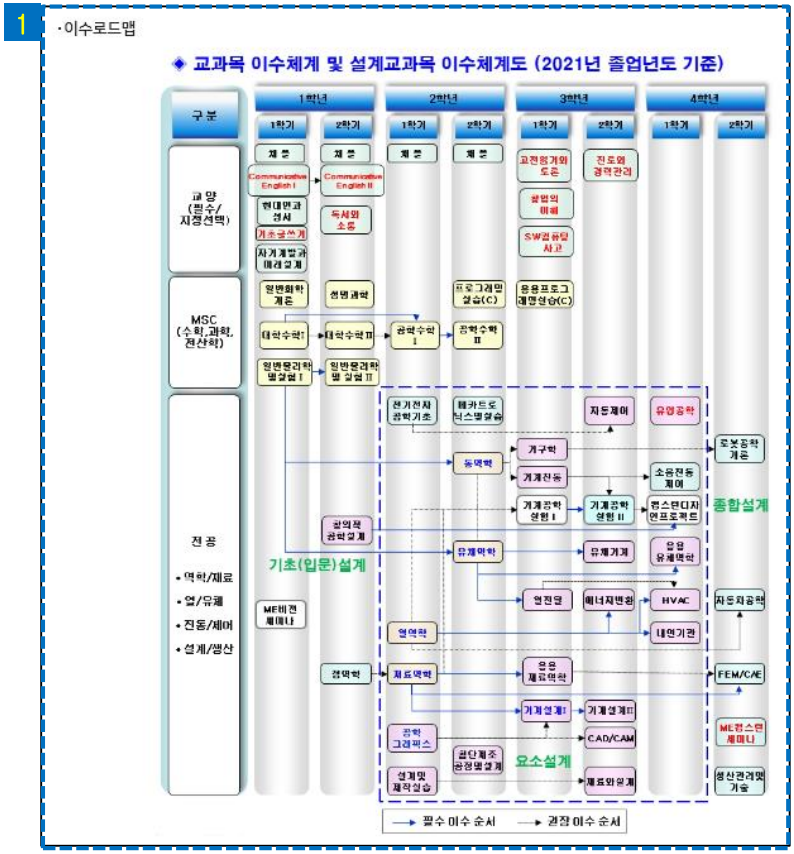 1
·이수로드맵
◈ 교과목 이수체계 및 설계교과목 이수체계도 (2021년 졸업년도 기준)
구분
1학년
2학년
3학년
4학년
1학기
2학기
1학기
2학기
1학기
2학기
1학기
2학기
교양
(필수/
지정선택)
채플
채플
채플
채플
고전읽기와
토론
진로와
경력관리
Communicative
English I
Communicative
English II
현대인과
성서
독서와
소통
창업의
이해
기초글쓰기
SW컴퓨팅
사고
자기계발과
미래설계
MSC
(수학,과학,
전산학)
일반화학
개론
생명과학
프로그래밍
실습(C)
응용프로그
래밍실습(C)
대학수학I
대학수학II
공학수학
I
공학수학
II
일반물리학
및실험 I
일반물리학
및 실험 II
전공
• 역학/재료
• 열/유체
• 진동/제어
• 설계/생산
전기전자
공학기초
메카트로
닉스및실습
자동제어
유압공학
기구학
로봇공학
개론
동역학
기계진동
소음진동
제어
기계공학
실험 I
기계공학
실험 II
캡스턴디자
인프로젝트
종합설계
창의적
공학설계
유체역학
유체기계
응용
유체역학
기초(입문)설계
ME비전
세미나
열전달
에너지변환
HVAC
자동차공학
열역학
내연기관
정역학
재료역학
응용
재료역학
FEM/CAE
기계설계I
기계설계II
공학
그래픽스
CAD/CAM
ME캡스턴
세미나
첨단제조
공정및설계
요소설계
설계및
제작실습
재료와설계
생산관리및
기술
필수 이수 순서
권장 이수 순서